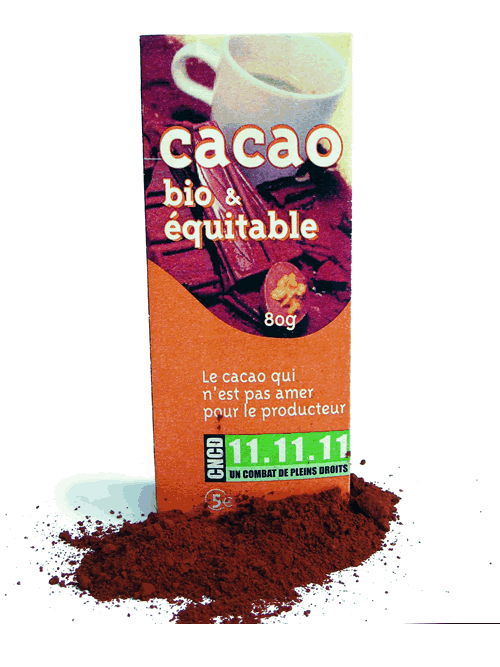 cacao
bio &
équitable
80g
Le cacao qui
n'est pas amer
pour le producteur
CNCD
11.11.11
UN COMBAT DE PLEINS DROITS
5€